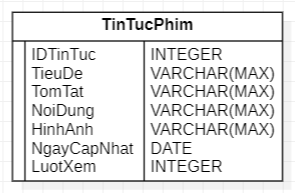 TinTucPhim
IDTinTuc INTEGER
TieuDe VARCHAR(MAX)
TomTat VARCHAR(MAX)
NoiDung VARCHAR(MAX)
HinhAnh VARCHAR(MAX)
NgayCapNhat DATE
LuotXem INTEGER